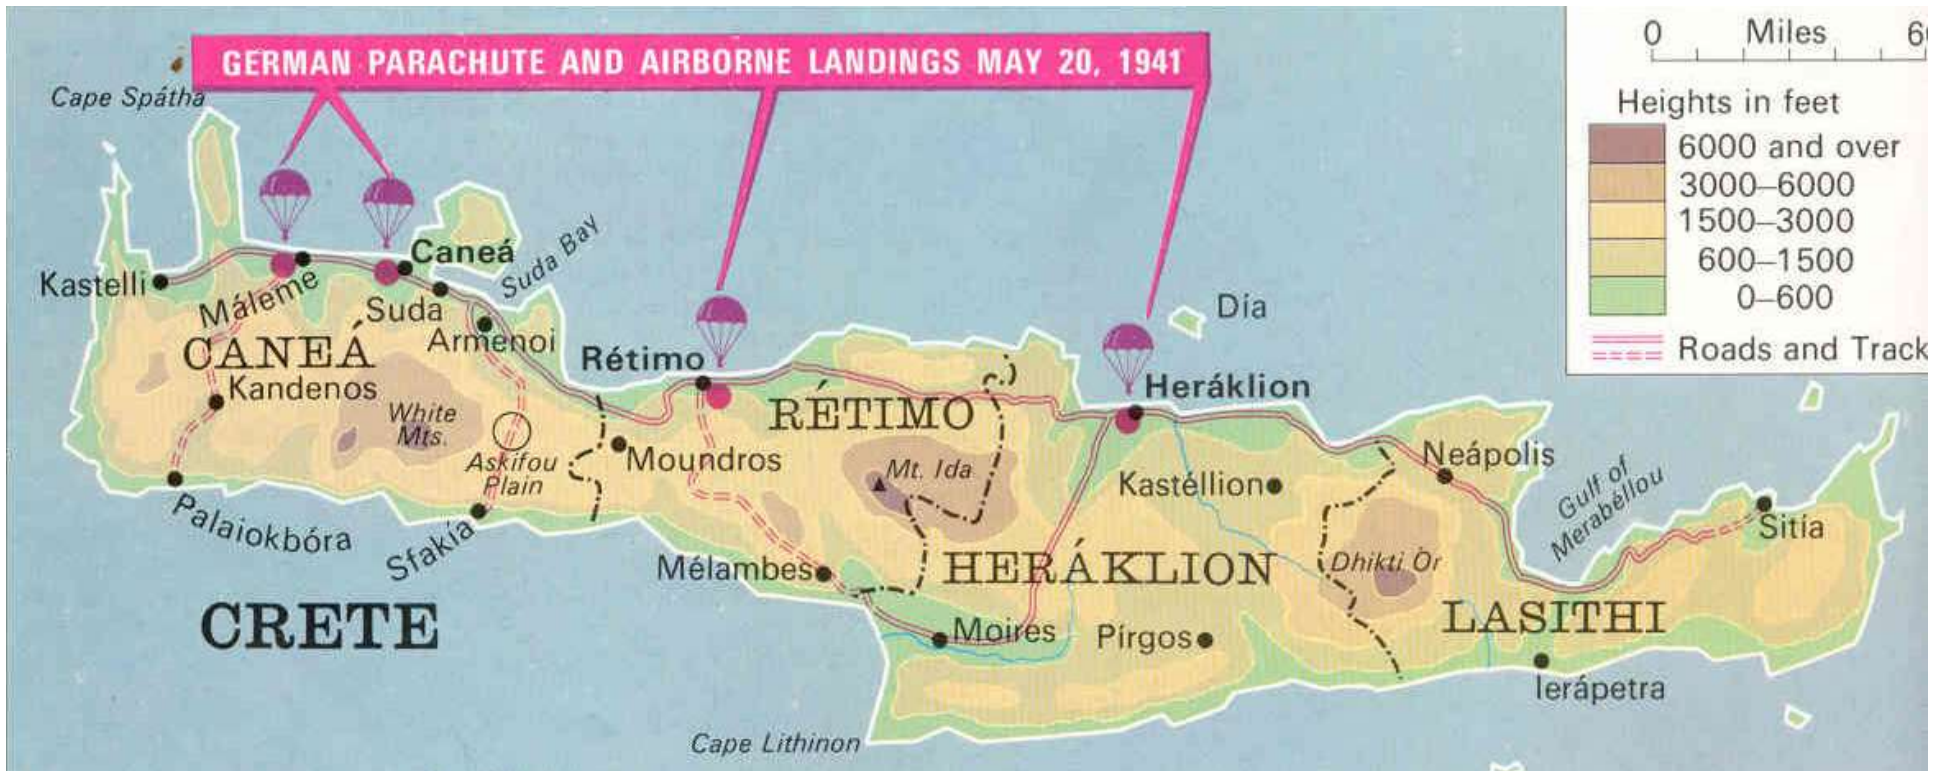 GERMAN PARACHUTE AND AIRBORNE LANDINGS MAY 20, 1941
0 Miles
Heights in feet
6000 and over
3000–6000
1500–3000
600–1500
0–600
Roads and Track
Cape Spátha
Kastelli
Máleme
Caneá
Suda Bay
Suda
Armenoi
CANEÁ
Kandenos
White
Mts.
Askifou
Plain
Palaiokbóra
Sfakía
CRETE
Rétimo
RÉTIMO
Moundros
Mt. Ida
Mélambes
Día
Heráklion
Kastéllion
HERÁKLION
Moires
Pírgos
Cape Lithinon
Neápolis
Gulf of
Merabéllou
Sitía
Dhikti Òr
LASITHI
Ierápetra